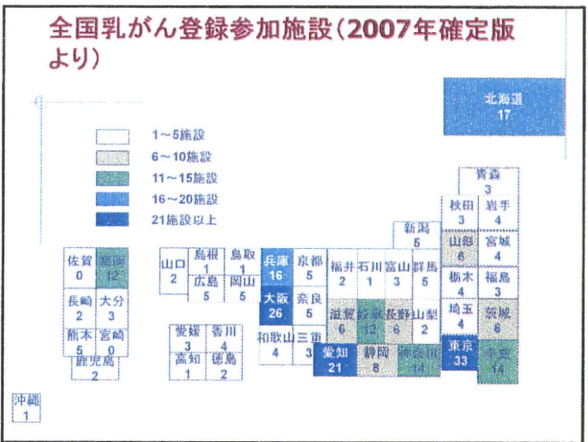 全国乳がん登録参加施設(2007年確定版
より)
北海道
17
1～5施設
6～10施設
11～15施設
16～20施設
21施設以上
青森
3
秋田
3
岩手
4
新潟
5
山形
6
宮城
4
佐賀
0
福岡
12
山口
2
島根
1
鳥取
1
兵庫
16
京都
5
福井
2
石川
1
富山
3
群馬
5
栃木
4
福島
3
広島
5
岡山
5
長崎
2
大分
3
大阪
26
奈良
5
滋賀
6
岐阜
長野
6
山梨
2
埼玉
4
茨城
6
熊本
5
宮崎
0
愛媛
3
香川
4
和歌山
4
三重
3
愛知
21
静岡
8
神奈川
14
東京
33
千葉
14
鹿児島
2
高知
1
徳島
2
沖縄
1